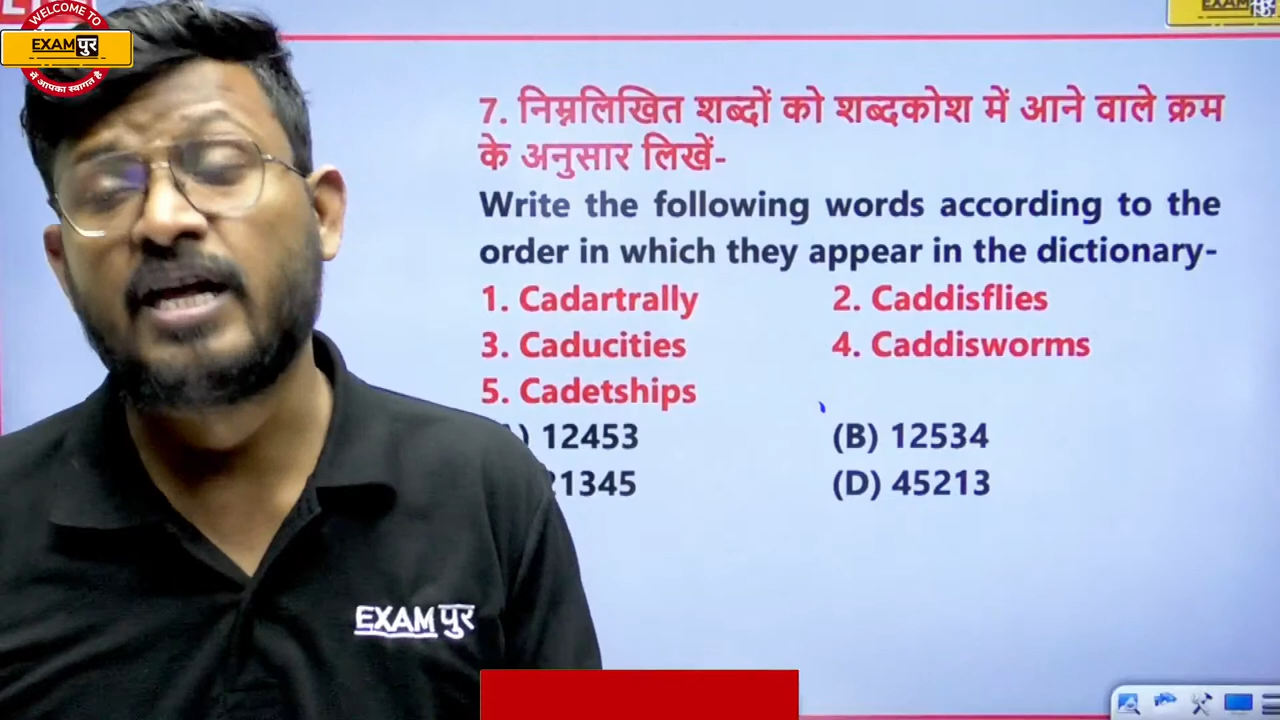 WELCOME TO
EXAMपुर
में आपका स्वागत है
EXAMपुर
7. निम्नलिखित शब्दों को शब्दकोश में आने वाले क्रम
के अनुसार लिखें-
Write the following words according to the
order in which they appear in the dictionary-
1. Cadartrally 2. Caddisflies
3. Caducities 4. Caddisworms
5. Cadetships
) 12453 (B) 12534
21345 (D) 45213
EXAMपुर